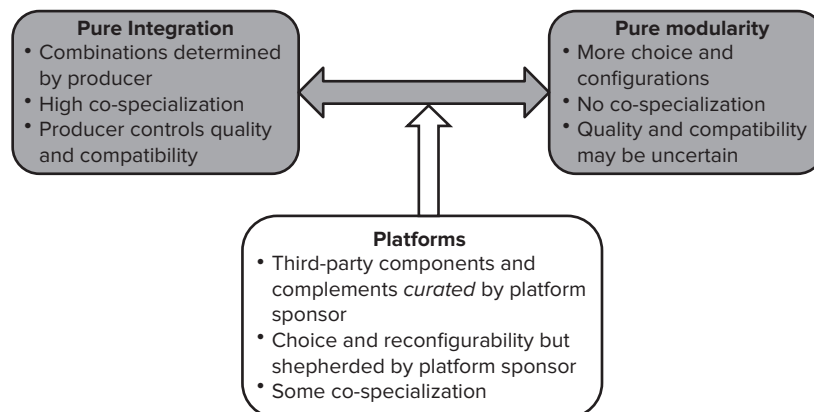 Pure Integration
• Combinations determined
by producer
• High co-specialization
• Producer controls quality
and compatibility
Pure modularity
• More choice and
configurations
• No co-specialization
• Quality and compatibility
may be uncertain
Platforms
• Third-party components and
complements curated by platform
sponsor
• Choice and reconfigurability but
shepherded by platform sponsor
• Some co-specialization